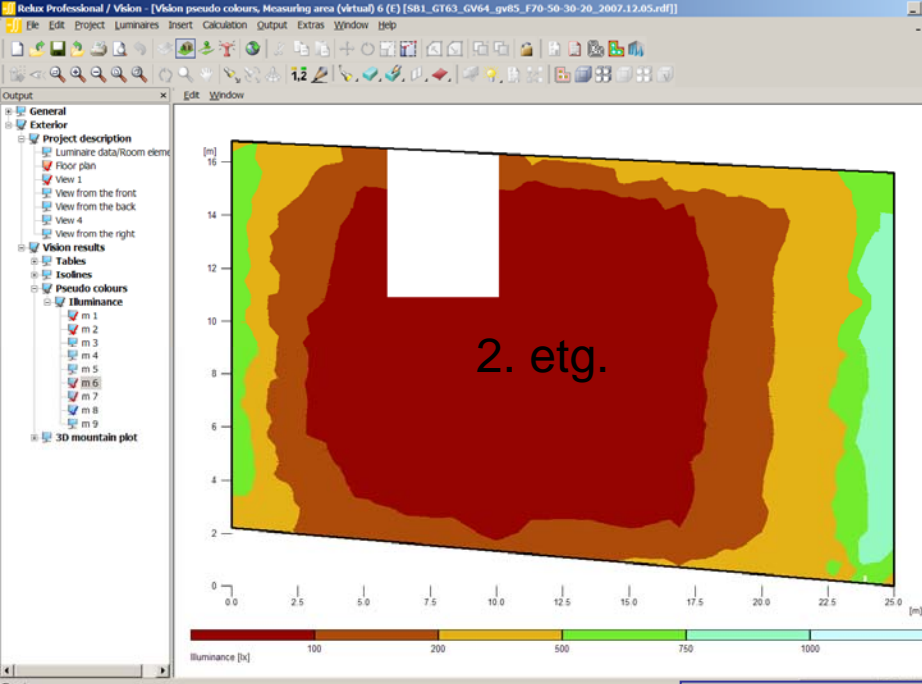 Relux Professional / Vision - [Vision pseudo colours, Measuring area (virtual) 6 (E) [SB1_GT63_GV64_gv85_F70-50-30-20_2007.12.05.rdf]]
File Edit Project Luminaires Insert Calculation Output Extras Window Help
1,2
Output
Edit Window
General
Exterior
Project description
Luminaire data/Room eleme
Floor plan
View 1
View from the front
View from the back
View 4
View from the right
Vision results
Tables
Isolines
Pseudo colours
Illuminance
m 1
m 2
m 3
m 4
m 5
m 6
m 7
m 8
m 9
3D mountain plot
[m]
16
14
12
10
8
6
4
2
0
2. etg.
0.0 2.5 5.0 7.5 10.0 12.5 15.0 17.5 20.0 22.5 25.0
[m]
100 200 500 750 1000
Illuminance [lx]